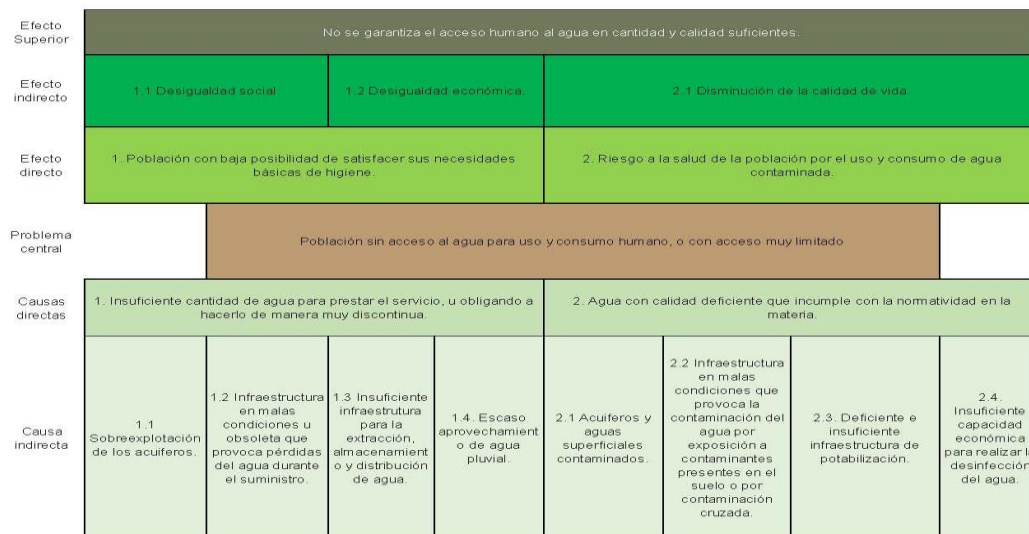 Efecto
Superior
No se garantiza el acceso humano al agua en cantidad y calidad suficientes.
Efecto
indirecto
1.1 Desigualdad social
1.2 Desigualdad económica.
2.1 Disminución de la calidad de vida.
Efecto
directo
1. Población con baja posibilidad de satisfacer sus necesidades
básicas de higiene.
2. Riesgo a la salud de la población por el uso y consumo de agua
contaminada.
Problema
central
Población sin acceso al agua para uso y consumo humano, o con acceso muy limitado
Causas
directas
1. Insuficiente cantidad de agua para prestar el servicio, u obligando a
hacerlo de manera muy discontinua.
2. Agua con calidad deficiente que incumple con la normatividad en la
materia.
Causa
indirecta
1.1
Sobreexplotación
de los acuiferos.
1.2 Infraestructura
en malas
condiciones u
obsoleta que
provoca pérdidas
del agua durante
el suministro.
1.3 Insuficiente
infraestrutura
para la
extracción,
almacenamient
o y distribución
de agua.
1.4. Escaso
aprovechamient
o de agua
pluvial.
2.1 Acuiferos y
aguas
superficiales
contaminados.
2.2 Infraestructura
en malas
condiciones que
provoca la
contaminación del
agua por
exposición a
contaminantes
presentes en el
suelo o por
contaminación
cruzada.
2.3. Deficiente e
insuficiente
infraestructura de
potabilización.
2.4.
Insuficiente
capacidad
económica
para realizar la
desinfección
del agua.